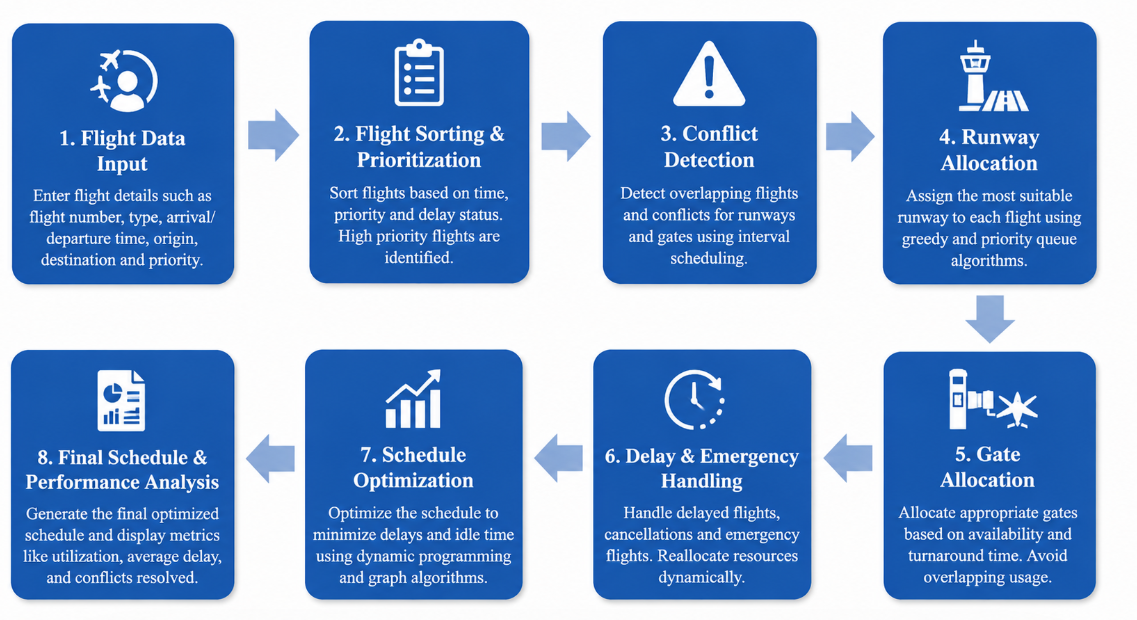 1. Flight Data
Input
Enter flight details such as
flight number, type, arrival/
departure time, origin,
destination and priority.
2. Flight Sorting &
Prioritization
Sort flights based on time,
priority and delay status.
High priority flights are
identified.
3. Conflict
Detection
Detect overlapping flights
and conflicts for runways
and gates using interval
scheduling.
4. Runway
Allocation
Assign the most suitable
runway to each flight using
greedy and priority queue
algorithms.
5. Gate
Allocation
Allocate appropriate gates
based on availability and
turnaround time. Avoid
overlapping usage.
6. Delay & Emergency
Handling
Handle delayed flights,
cancellations and emergency
flights. Reallocate resources
dynamically.
7. Schedule
Optimization
Optimize the schedule to
minimize delays and idle time
using dynamic programming
and graph algorithms.
8. Final Schedule &
Performance Analysis
Generate the final optimized
schedule and display metrics
like utilization, average delay,
and conflicts resolved.